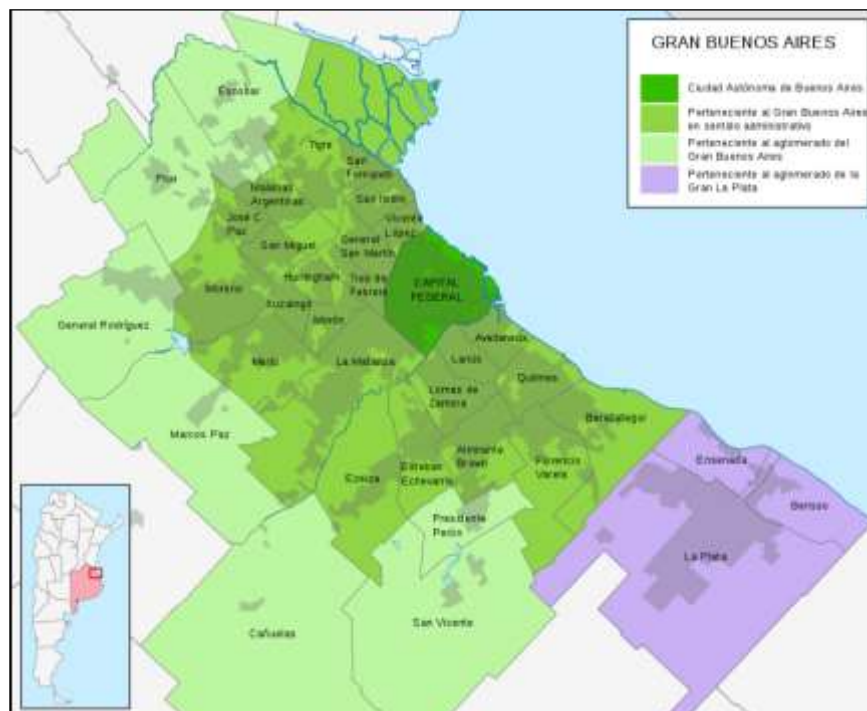 GRAN BUENOS AIRES
Ciudad Autónoma de Buenos Aires
Perteneciente al Gran Buenos Aires
en sentido administrativo
Perteneciente al aglomerado del
Gran Buenos Aires
Perteneciente al aglomerado de la
Gran La Plata
Escobar
Tigre
San
Fernando
Pilar
Malvinas
Argentinas
San Isidro
José C.
Paz
Vicente
López
San Miguel
General
San Martín
Hurlingham
Tres de
Febrero
CAPITAL
FEDERAL
Moreno
Ituzaingó
Morón
General Rodríguez
Avellaneda
Merlo
La Matanza
Lanús
Quilmes
Lomas de
Zamora
Berazategui
Marcos Paz
Almirante
Brown
Ensenada
Ezeiza
Esteban
Echeverría
Florencio
Varela
Berisso
Presidente
Perón
La Plata
San Vicente
Cañuelas